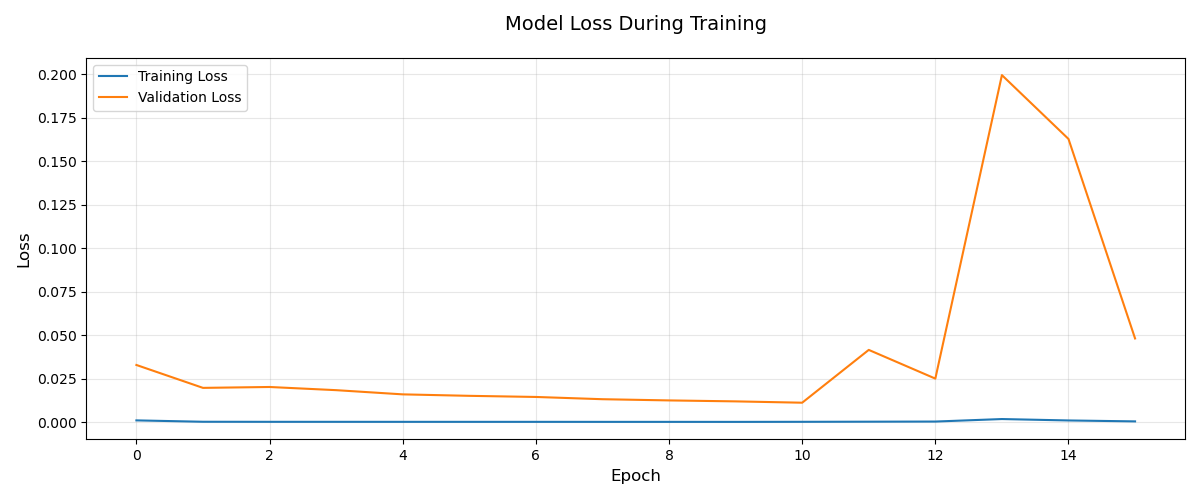 Model Loss During Training
Training Loss
Validation Loss
0.200
0.175
0.150
0.125
0.100
0.075
0.050
0.025
0.000
Loss
0 2 4 6 8 10 12 14
Epoch